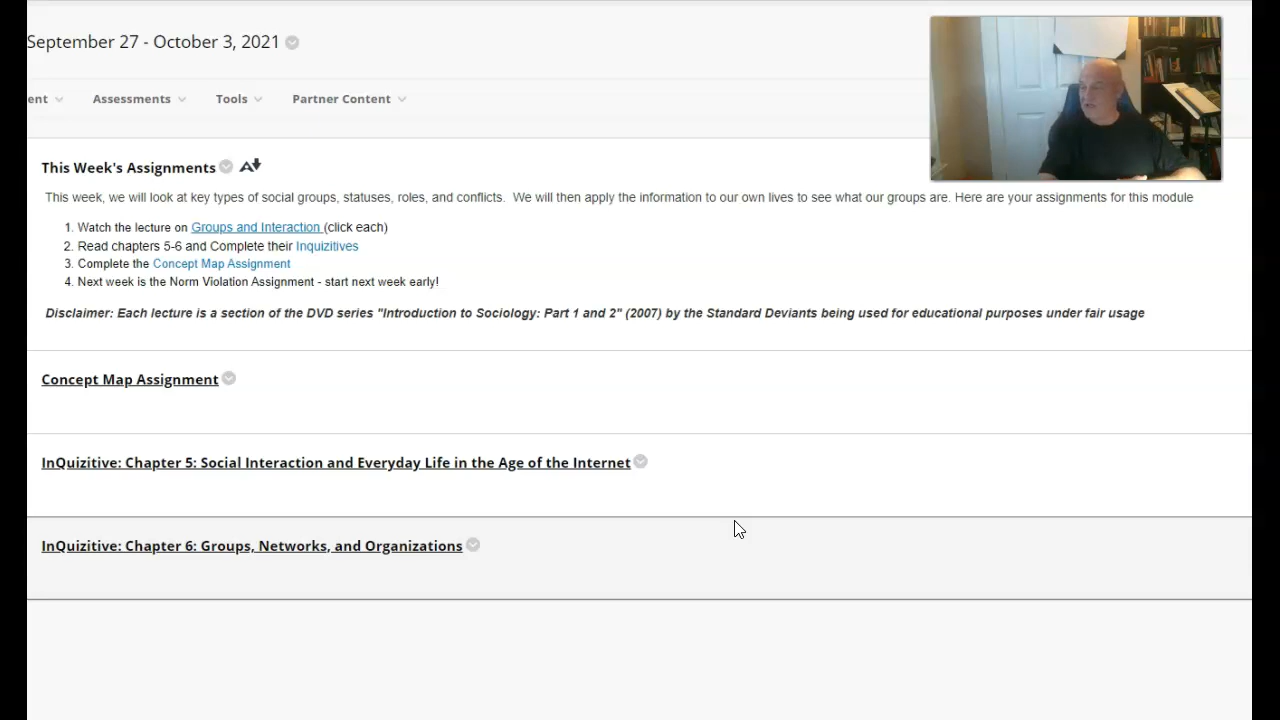 September 27 - October 3, 2021
ent Assessments Tools Partner Content
This Week's Assignments
This week, we will look at key types of social groups, statuses, roles, and conflicts.  We will then apply the information to our own lives to see what our groups are. Here are your assignments for this module
1. Watch the lecture on Groups and Interaction (click each)
2. Read chapters 5-6 and Complete their Inquizitives
3. Complete the Concept Map Assignment
4. Next week is the Norm Violation Assignment - start next week early!
Disclaimer: Each lecture is a section of the DVD series "Introduction to Sociology: Part 1 and 2" (2007) by the Standard Deviants being used for educational purposes under fair usage
Concept Map Assignment
InQuizitive: Chapter 5: Social Interaction and Everyday Life in the Age of the Internet
InQuizitive: Chapter 6: Groups, Networks, and Organizations